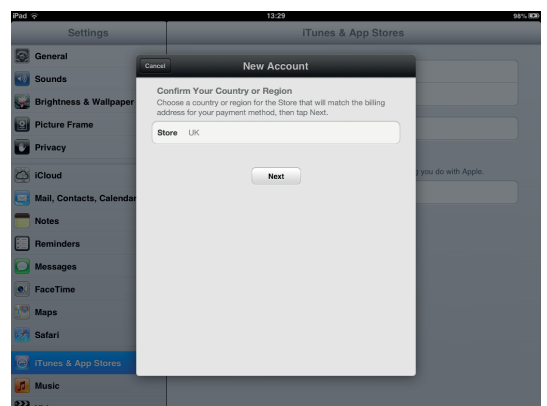 iPad
13:29
98%
Settings
iTunes & App Stores
General
Sounds
Brightness & Wallpaper
Picture Frame
Privacy
iCloud
Mail, Contacts, Calendar
Notes
Reminders
Messages
FaceTime
Maps
Safari
iTunes & App Stores
Music
Cancel
New Account
Confirm Your Country or Region
Choose a country or region for the Store that will match the billing
address for your payment method, then tap Next.
Store UK
Next
you do with Apple.